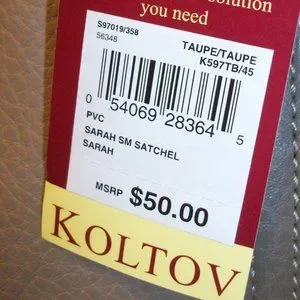 solution
you need
S97019/358
56348
TAUPE/TAUPE
K597TB/45
0 54069 28364 5
PVC
SARAH SM SATCHEL
SARAH
MSRP $50.00
KOLTOV